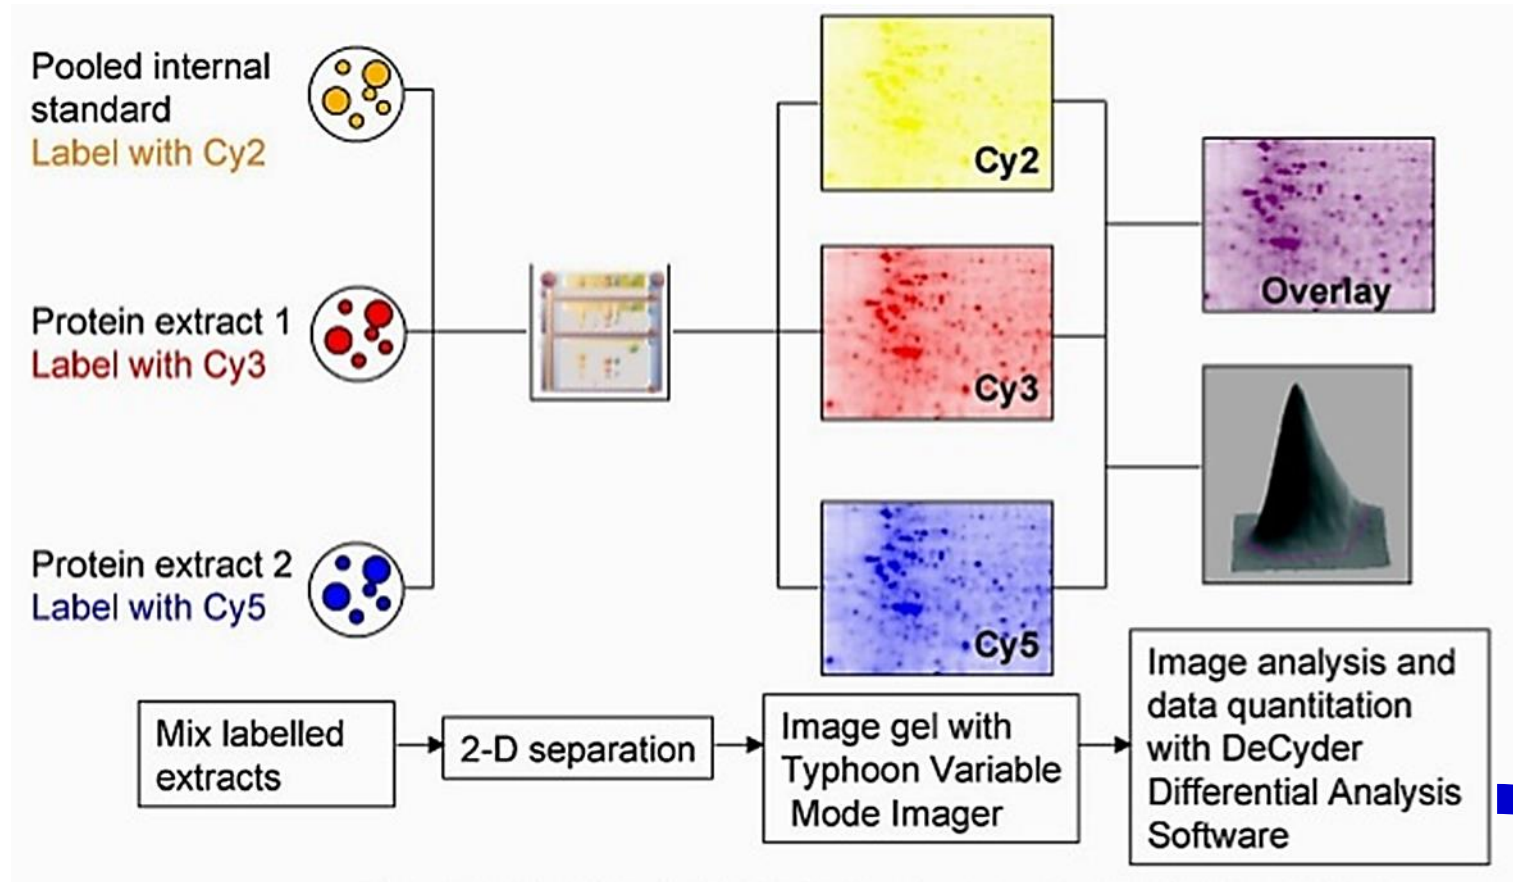 Pooled internal
standard
Label with Cy2
Protein extract 1
Label with Cy3
Protein extract 2
Label with Cy5
Cy2
Cy3
Cy5
Overlay
Mix labelled
extracts
2-D separation
Image gel with
Typhoon Variable
Mode Imager
Image analysis and
data quantitation
with DeCyder
Differential Analysis
Software